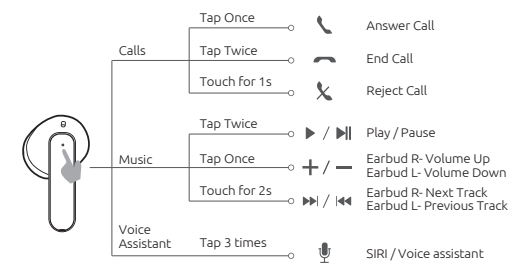 Tap Once
Answer Call
Calls
Tap Twice
End Call
Touch for 1s
Reject Call
Tap Twice
Play / Pause
Music
Tap Once
Earbud R- Volume Up
Earbud L- Volume Down
Touch for 2s
Earbud R- Next Track
Earbud L- Previous Track
Voice
Assistant
Tap 3 times
SIRI / Voice assistant